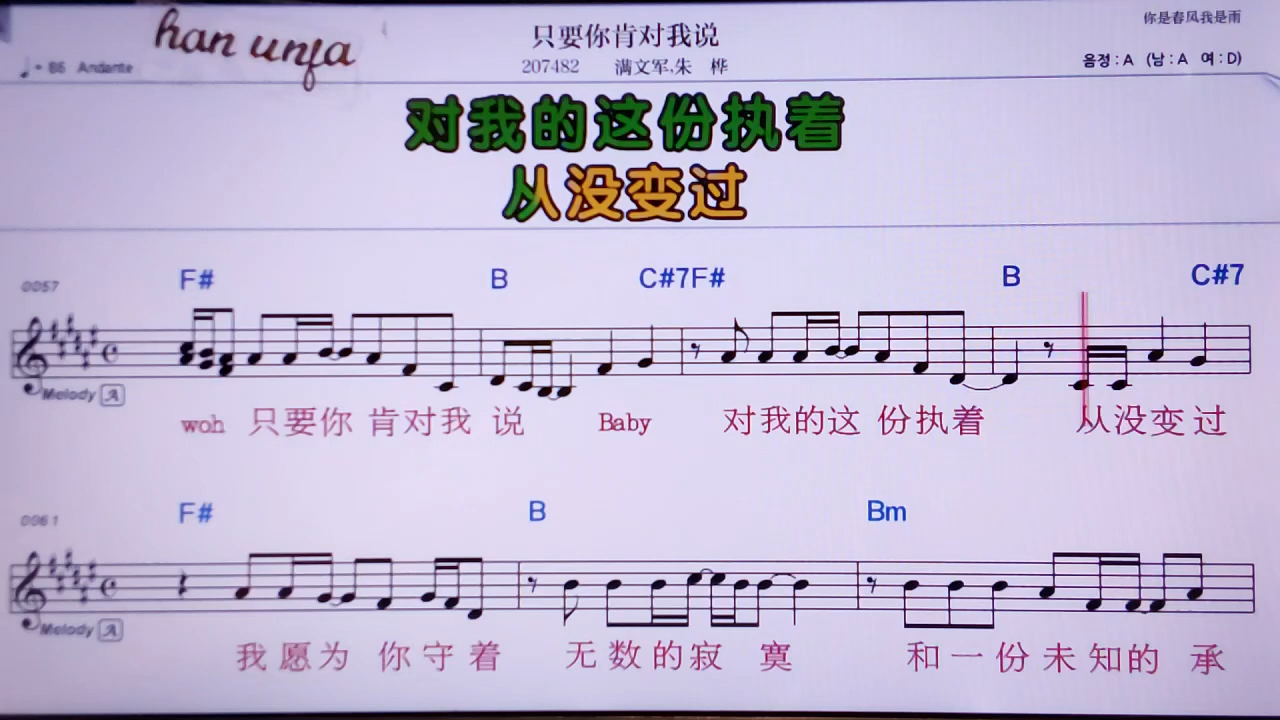 han unfa
只要你肯对我说
你是春风我是雨
♩ = 86 Andante
207482 满文军,朱 桦
음정 : A (남 : A 여 : D)
对我的这份执着
从没变过
0057
F# B C#7F# B C#7
Melody A
woh 只要你 肯对我 说 Baby 对我的这 份执着 从没变过
0061
F# B Bm
Melody A
我愿为 你守着 无数的寂 寞 和一份未知的 承